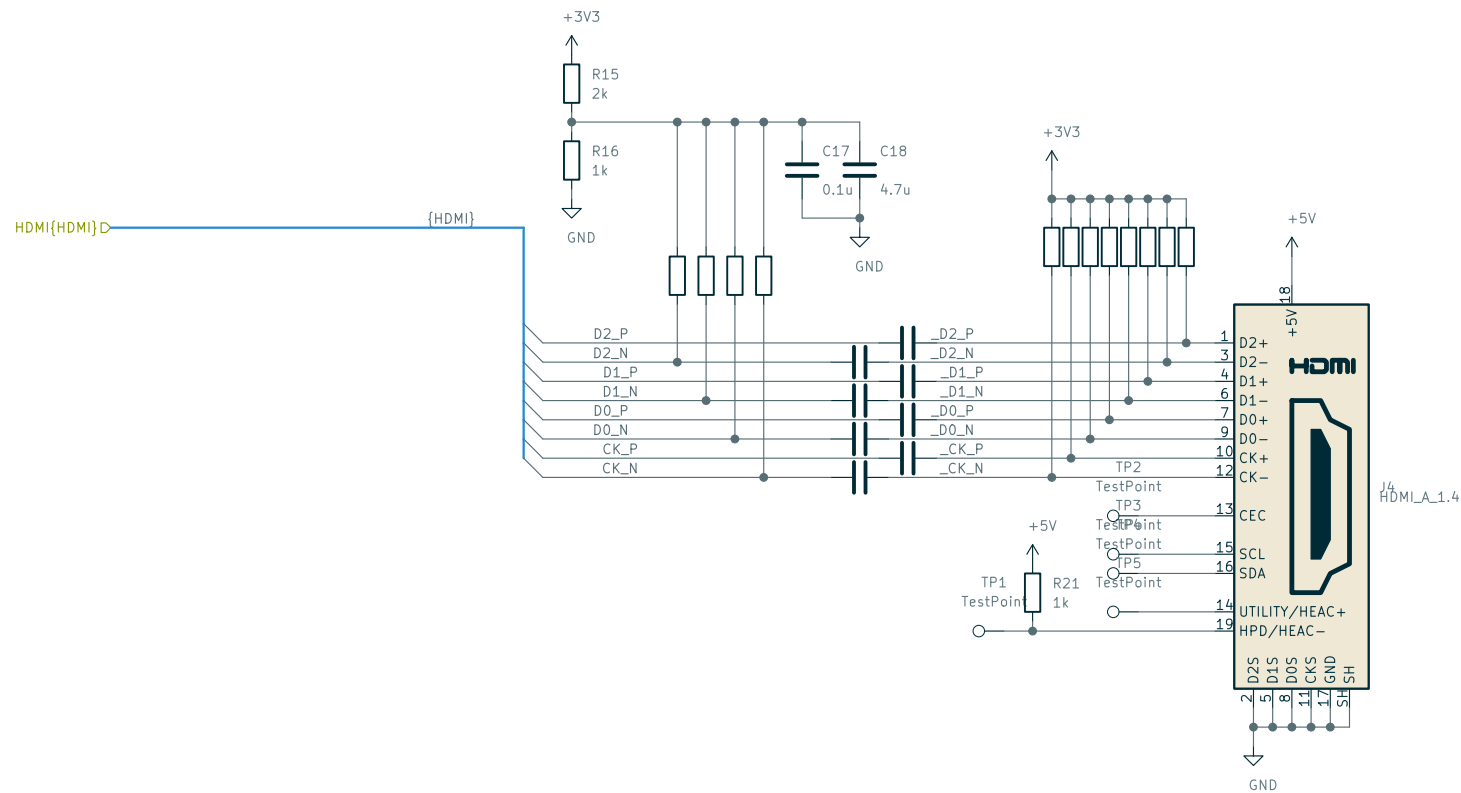 +3V3
R15
2k
R16
1k
GND
C17
0.1u
C18
4.7u
GND
HDMI{HDMI}
{HDMI}
+3V3
+5V
D2_P
D2_N
D1_P
D1_N
D0_P
D0_N
CK_P
CK_N
_D2_P
_D2_N
_D1_P
_D1_N
_D0_P
_D0_N
_CK_P
_CK_N
TP2
TestPoint
TP3
TestPoint
TP4
TestPoint
TP5
TestPoint
+5V
R21
1k
TP1
TestPoint
18
+5V
HDMI
1 D2+
3 D2-
4 D1+
6 D1-
7 D0+
9 D0-
10 CK+
12 CK-
13 CEC
15 SCL
16 SDA
14 UTILITY/HEAC+
19 HPD/HEAC-
D2S
D1S
D0S
CKS
GND
SH
2
5
8
11
17
SH
GND
J4
HDMI_A_1.4